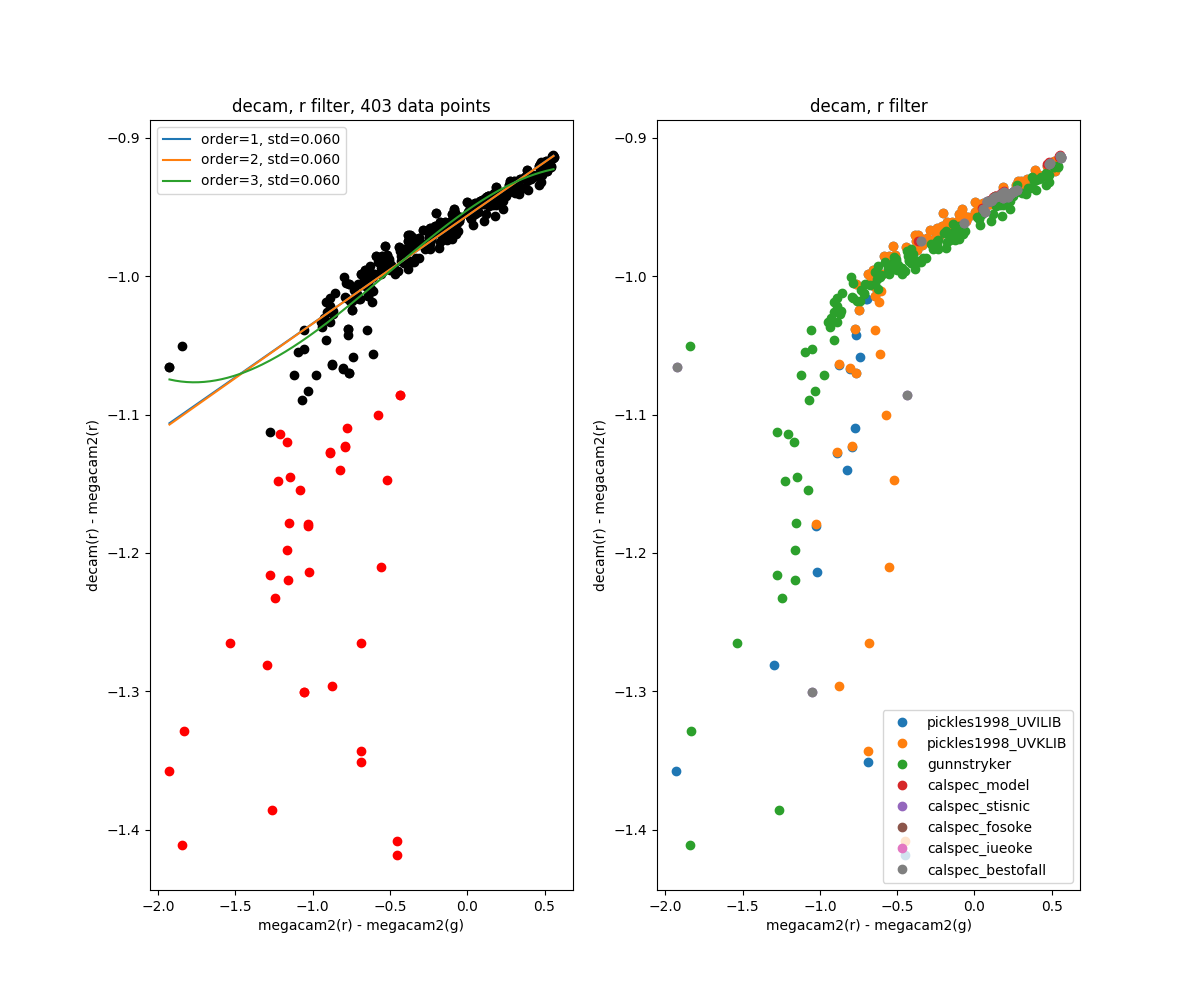 decam, r filter, 403 data points
order=1, std=0.060
order=2, std=0.060
order=3, std=0.060
−0.9
−1.0
−1.1
−1.2
−1.3
−1.4
decam(r) - megacam2(r)
−2.0 −1.5 −1.0 −0.5 0.0 0.5
megacam2(r) - megacam2(g)
decam, r filter
−0.9
−1.0
−1.1
−1.2
−1.3
−1.4
decam(r) - megacam2(r)
pickles1998_UVILIB
pickles1998_UVKLIB
gunnstryker
calspec_model
calspec_stisnic
calspec_fosoke
calspec_iueoke
calspec_bestofall
−2.0 −1.5 −1.0 −0.5 0.0 0.5
megacam2(r) - megacam2(g)